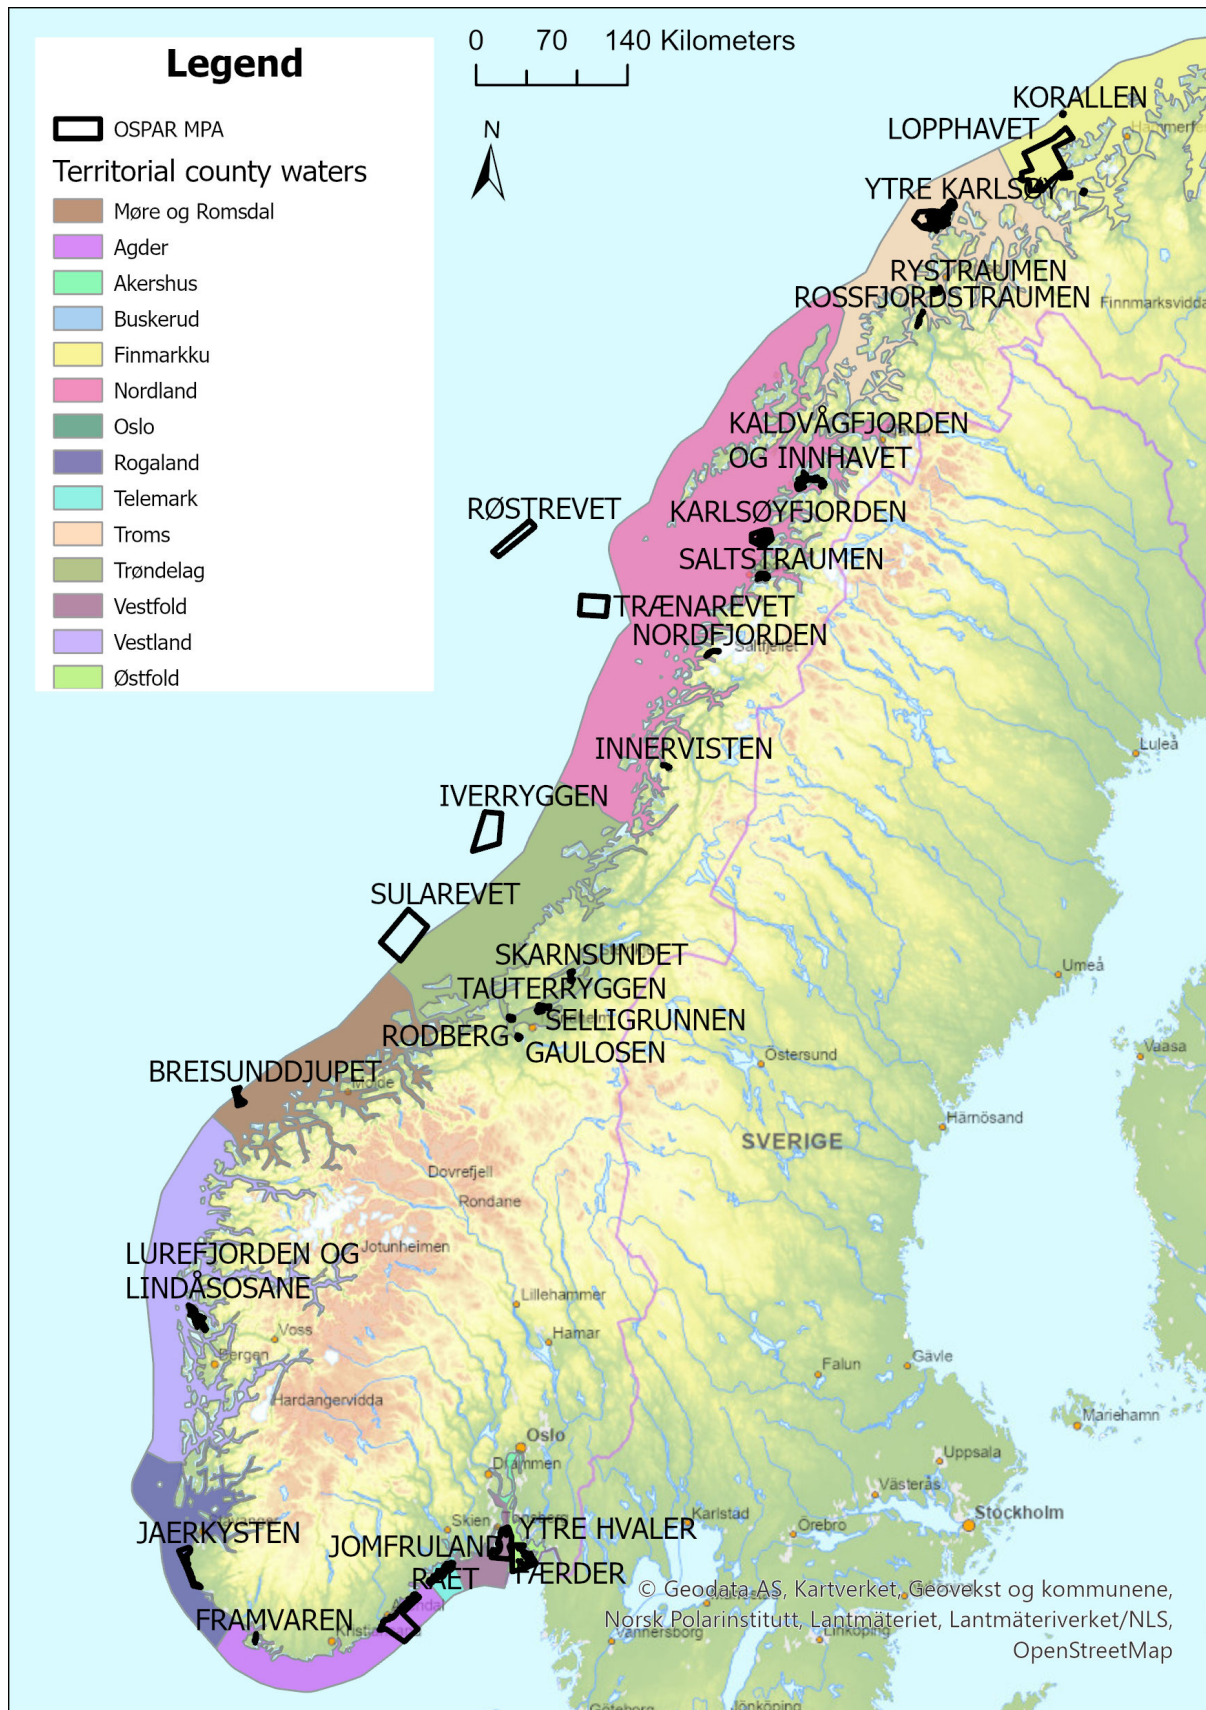 Legend
OSPAR MPA
Territorial county waters
Møre og Romsdal
Agder
Akershus
Buskerud
Finmarkku
Nordland
Oslo
Rogaland
Telemark
Troms
Trøndelag
Vestfold
Vestland
Østfold
0 70 140 Kilometers
N
KORALLEN
LOPPHAVET
YTRE KARLSØY
RYSTRAUMEN
ROSSFJORDSTRAUMEN
Finnmarksvidda
KALDVÅGFJORDEN
OG INNHAVET
RØSTREVET
KARLSØYFJORDEN
SALTSTRAUMEN
TRÆNAREVET
NORDFJORDEN
Saltfjellet
INNERVISTEN
Luleå
IVERRYGGEN
SULAREVET
SKARNSUNDET
Umeå
TAUTERRYGGEN
SELLIGRUNNEN
RODBERG
GAULOSEN
Östersund
Vaasa
BREISUNDDJUPET
Molde
Härnösand
SVERIGE
Dovrefjell
Rondane
LUREFJORDEN OG
Jotunheimen
LINDÅSOSANE
Lillehammer
Voss
Hamar
Bergen
Falun
Gävle
Hardangervidda
Mariehamn
Oslo
Drammen
Uppsala
Västerås
Stockholm
Karlstad
Örebro
Skien
Tønsberg
JAERKYSTEN
JOMFRULAND
YTRE HVALER
RAET
FÆRDER
FRAMVAREN
© Geodata AS, Kartverket, Geovekst og kommunene,
Norsk Polarinstitutt, Lantmäteriet, Lantmäteriverket/NLS,
OpenStreetMap
Vännersborg
Linköping
Göteborg
Jönköping